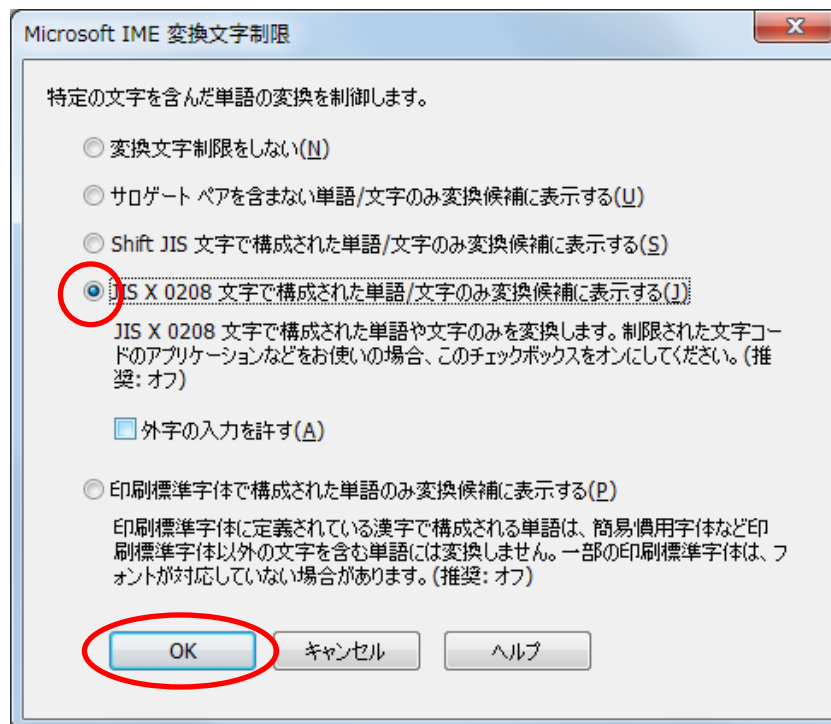 Microsoft IME 変換文字制限
特定の文字を含んだ単語の変換を制御します。
変換文字制限をしない(N)
サロゲート ペアを含まない単語/文字のみ変換候補に表示する(U)
Shift JIS 文字で構成された単語/文字のみ変換候補に表示する(S)
JIS X 0208 文字で構成された単語/文字のみ変換候補に表示する(J)
JIS X 0208 文字で構成された単語や文字のみを変換します。制限された文字コー
ドのアプリケーションなどをお使いの場合、このチェックボックスをオンにしてください。(推
奨: オフ)
外字の入力を許す(A)
印刷標準字体で構成された単語のみ変換候補に表示する(P)
印刷標準字体に定義されている漢字で構成される単語は、簡易慣用字体など印
刷標準字体以外の文字を含む単語には変換しません。一部の印刷標準字体は、フ
ォントが対応していない場合があります。(推奨: オフ)
OK キャンセル ヘルプ